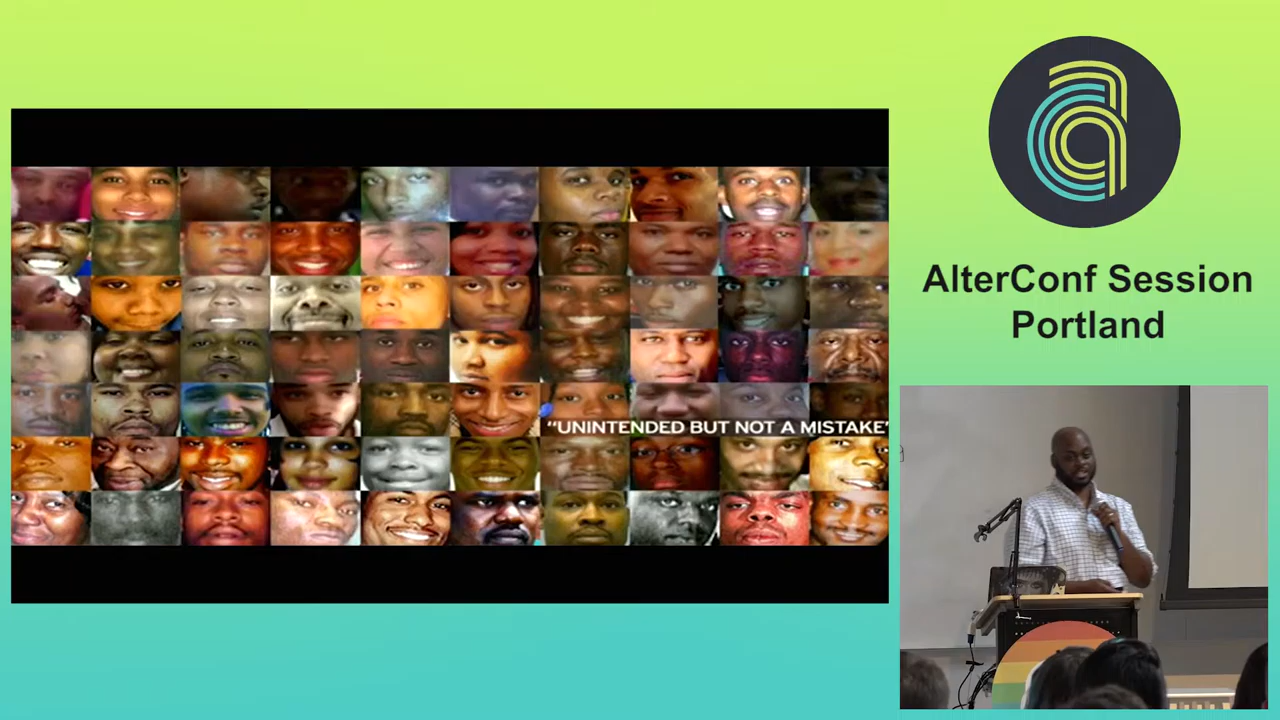 "UNINTENDED BUT NOT A MISTAKE"
AlterConf Session
Portland